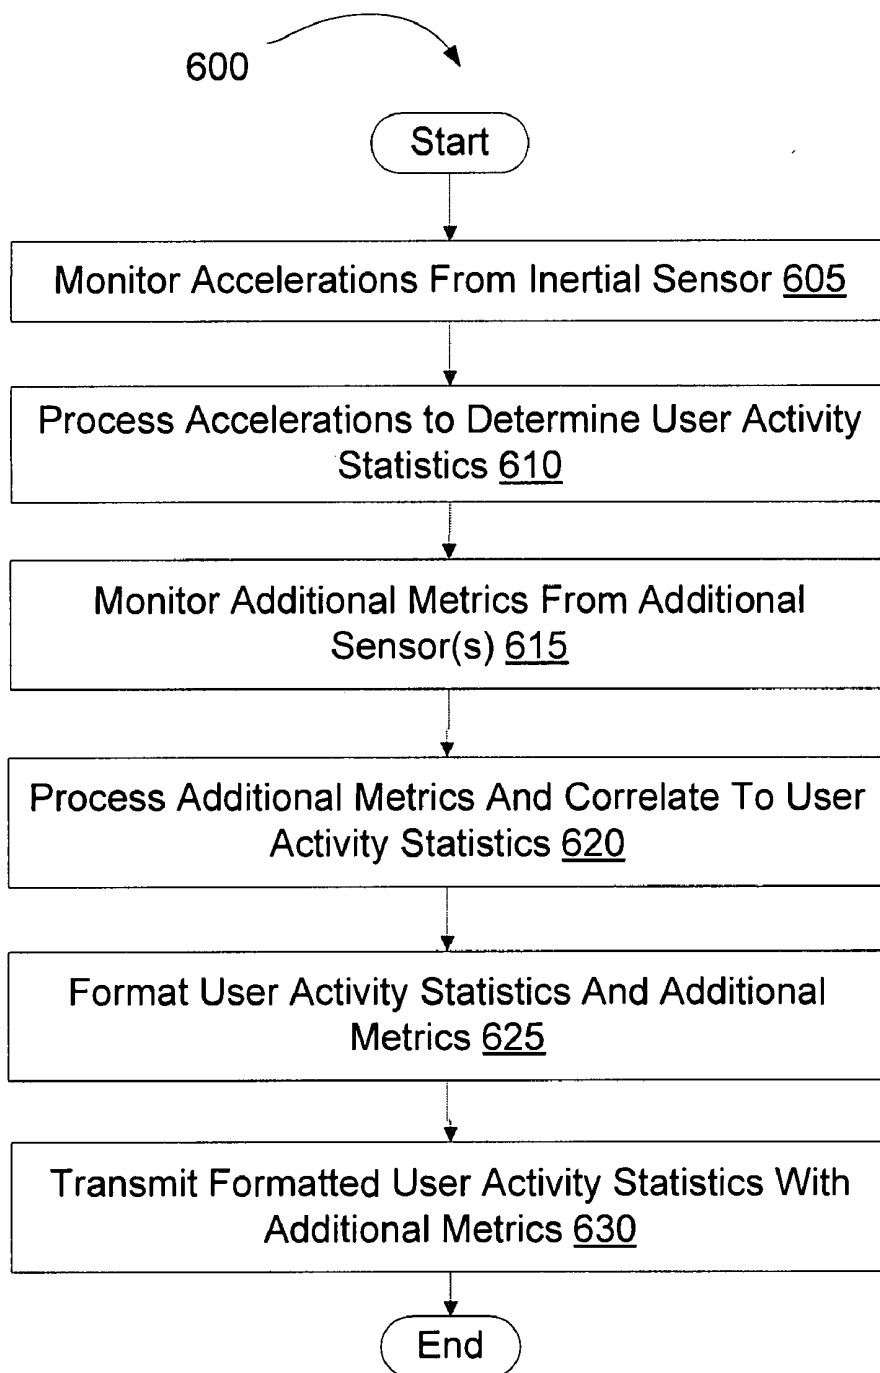 600
Start
Monitor Accelerations From Inertial Sensor 605
Process Accelerations to Determine User Activity
Statistics 610
Monitor Additional Metrics From Additional
Sensor(s) 615
Process Additional Metrics And Correlate To User
Activity Statistics 620
Format User Activity Statistics And Additional
Metrics 625
Transmit Formatted User Activity Statistics With
Additional Metrics 630
End